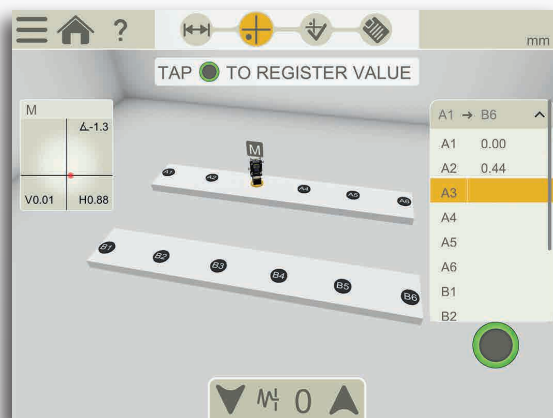 ?
mm
TAP TO REGISTER VALUE
M
∡-1.3
V0.01 H0.88
M
A1 A2 A4 A5 A6
B1 B2 B3 B4 B5 B6
A1 → B6
A1 0.00
A2 0.44
A3
A4
A5
A6
B1
B2
0